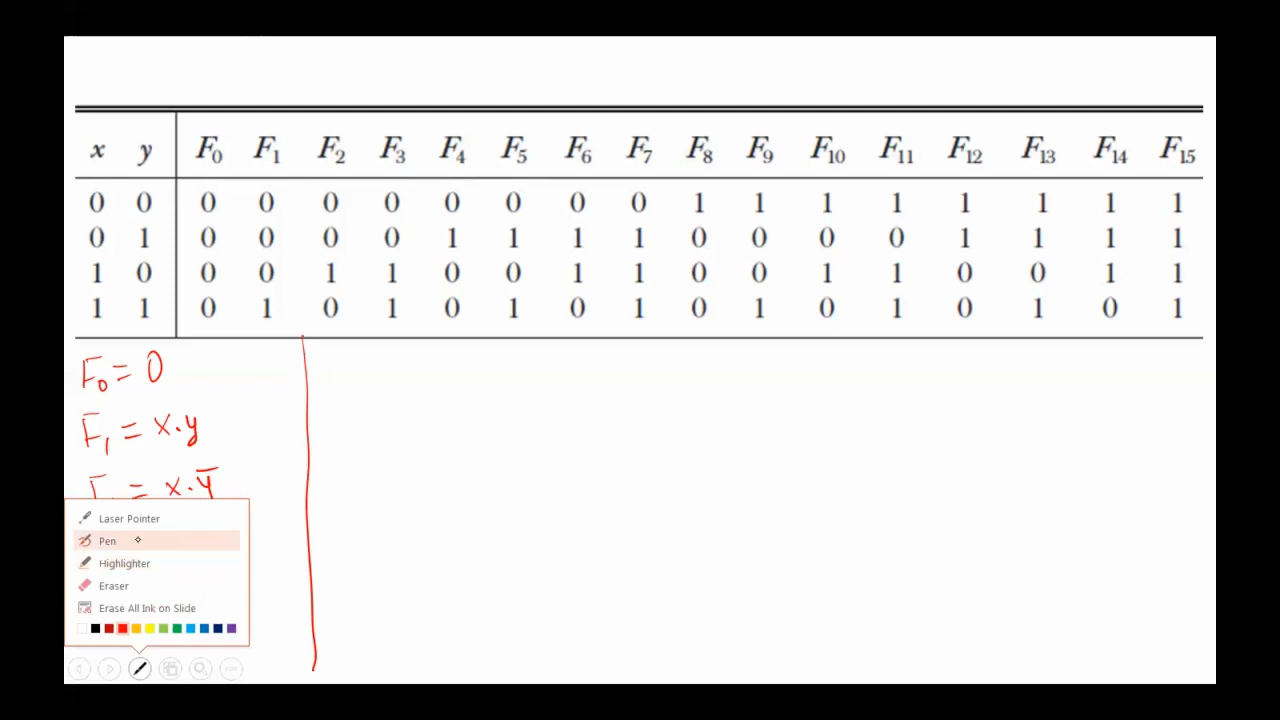 x y F0 F1 F2 F3 F4 F5 F6 F7 F8 F9 F10 F11 F12 F13 F14 F15
0 0 0 0 0 0 0 0 0 0 1 1 1 1 1 1 1 1
0 1 0 0 0 0 1 1 1 1 0 0 0 0 1 1 1 1
1 0 0 0 1 1 0 0 1 1 0 0 1 1 0 0 1 1
1 1 0 1 0 1 0 1 0 1 0 1 0 1 0 1 0 1
F0 = 0
F1 = x.y
= x.ȳ
Laser Pointer
Pen
Highlighter
Eraser
Erase All Ink on Slide